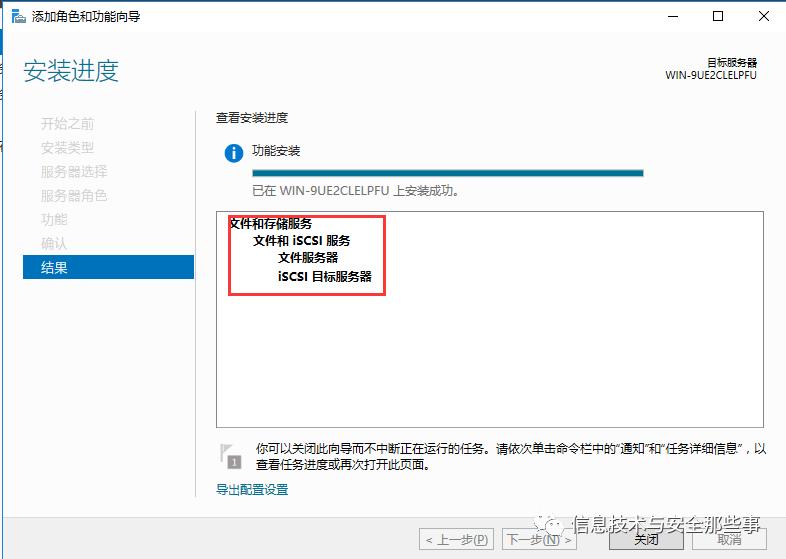 添加角色和功能向导
安装进度
目标服务器
WIN-9UE2CLELPFU
开始之前
安装类型
服务器选择
服务器角色
功能
确认
结果
查看安装进度
功能安装
已在 WIN-9UE2CLELPFU 上安装成功。
文件和存储服务
文件和 iSCSI 服务
文件服务器
iSCSI 目标服务器
1
你可以关闭此向导而不中断正在运行的任务。请依次单击命令栏中的“通知”和“任务详细信息”，以
查看任务进度或再次打开此页面。
导出配置设置
信息技术与安全那些事
< 上一步(P) 下一步(N) > 关闭 取消